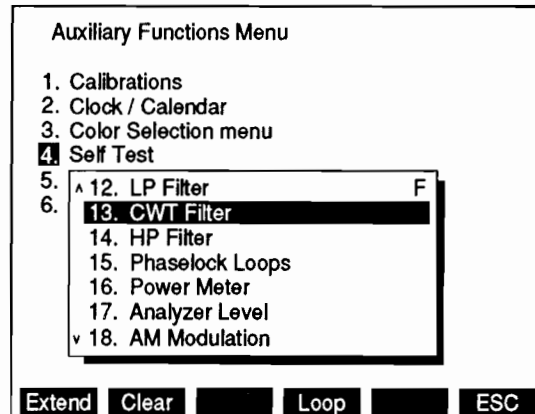 Auxiliary Functions Menu
1. Calibrations
2. Clock / Calendar
3. Color Selection menu
4. Self Test
5.
6.
^ 12. LP Filter F
13. CWT Filter
14. HP Filter
15. Phaselock Loops
16. Power Meter
17. Analyzer Level
v 18. AM Modulation
Extend Clear Loop ESC